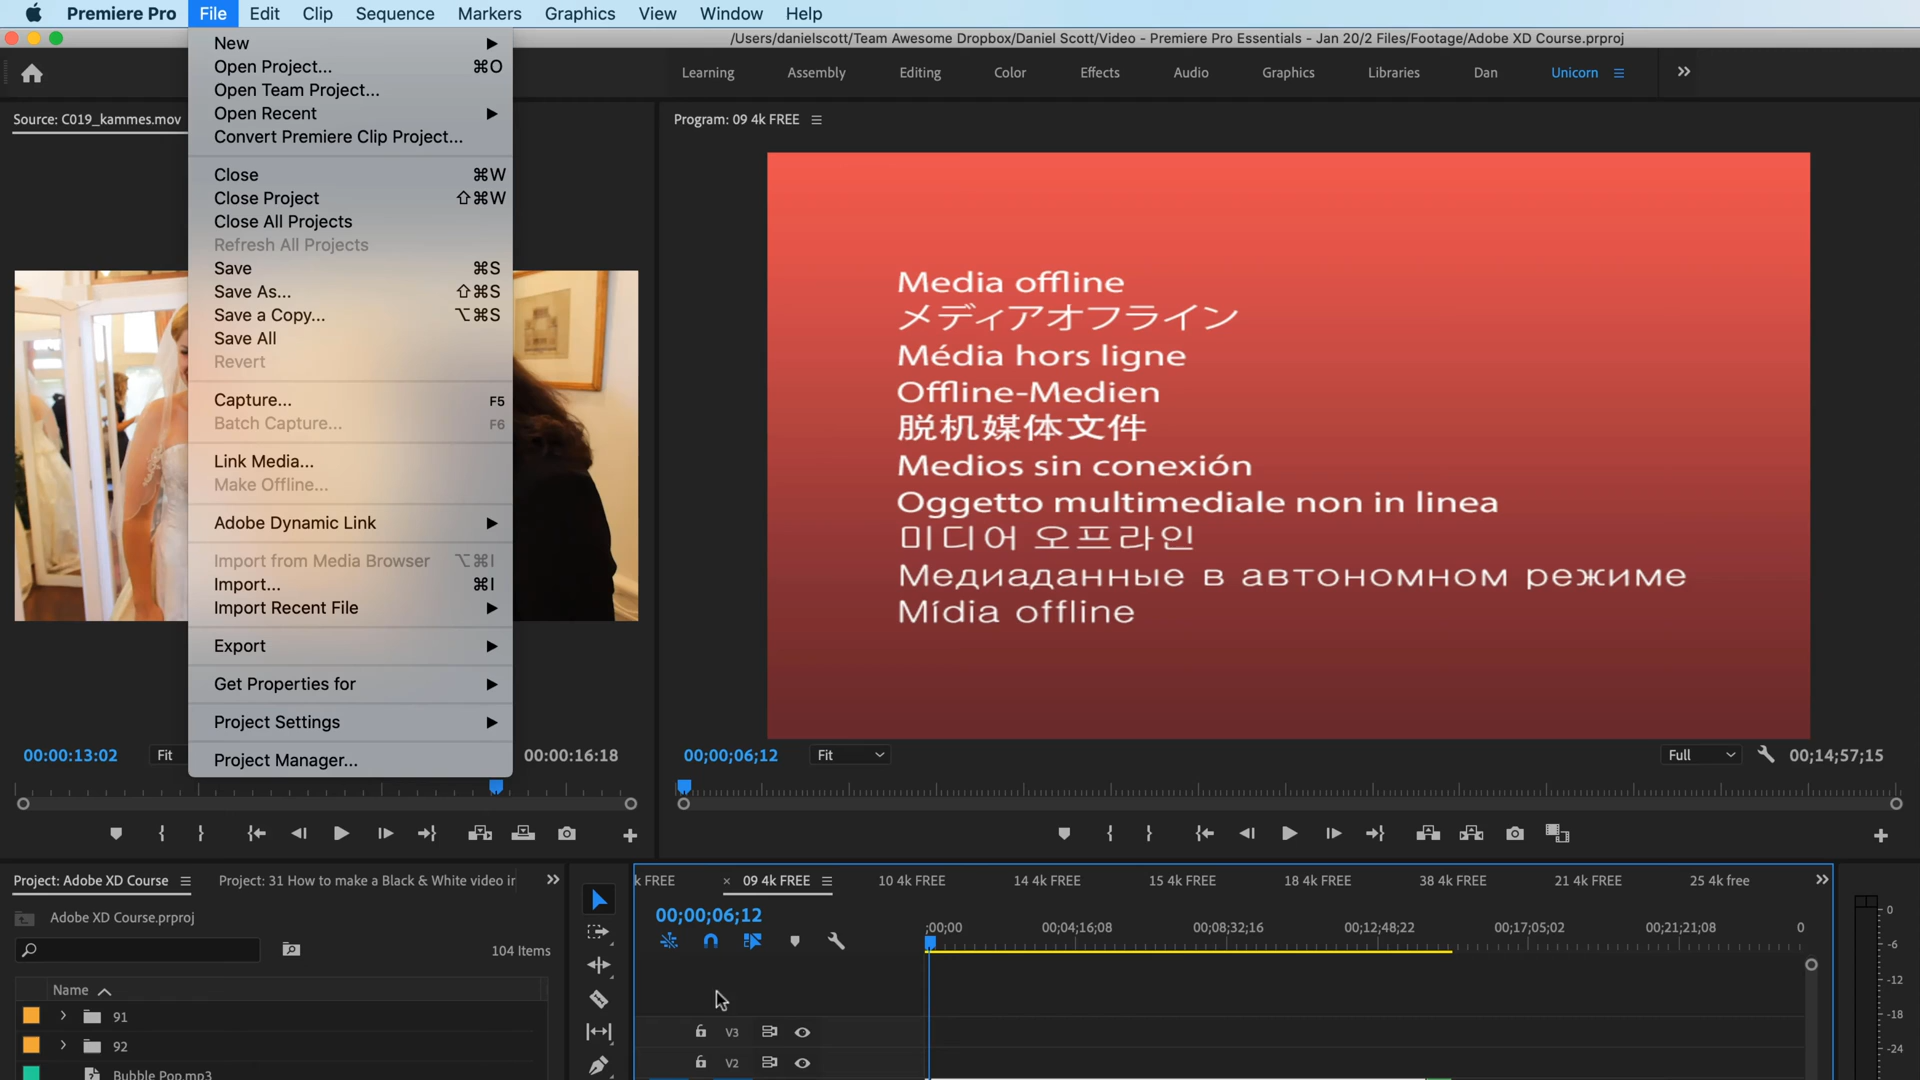 Premiere Pro File Edit Clip Sequence Markers Graphics View Window Help
/Users/danielscott/Team Awesome Dropbox/Daniel Scott/Video - Premiere Pro Essentials - Jan 20/2 Files/Footage/Adobe XD Course.prproj
Learning Assembly Editing Color Effects Audio Graphics Libraries Dan Unicorn
Source: C019_kammes.mov
New
Open Project... ⌘O
Open Team Project...
Open Recent
Convert Premiere Clip Project...
Close ⌘W
Close Project ⇧⌘W
Close All Projects
Refresh All Projects
Save ⌘S
Save As... ⇧⌘S
Save a Copy... ⌥⌘S
Save All
Revert
Capture... F5
Batch Capture... F6
Link Media...
Make Offline...
Adobe Dynamic Link
Import from Media Browser ⌥⌘I
Import... ⌘I
Import Recent File
Export
Get Properties for
Project Settings
Project Manager...
00:00:13:02 Fit 00:00:16:18
Program: 09 4k FREE
Media offline
メディアオフライン
Média hors ligne
Offline-Medien
脱机媒体文件
Medios sin conexión
Oggetto multimediale non in linea
미디어 오프라인
Медиаданные в автономном режиме
Mídia offline
00;00;06;12 Fit Full 00;14;57;15
Project: Adobe XD Course Project: 31 How to make a Black & White video ir
Adobe XD Course.prproj
104 Items
Name
91
92
Bubble Pop.mp3
k FREE × 09 4k FREE 10 4k FREE 14 4k FREE 15 4k FREE 18 4k FREE 38 4k FREE 21 4k FREE 25 4k free
00;00;06;12
;00;00 00;04;16;08 00;08;32;16 00;12;48;22 00;17;05;02 00;21;21;08 0
V3
V2
0
-6
-12
-18
-24